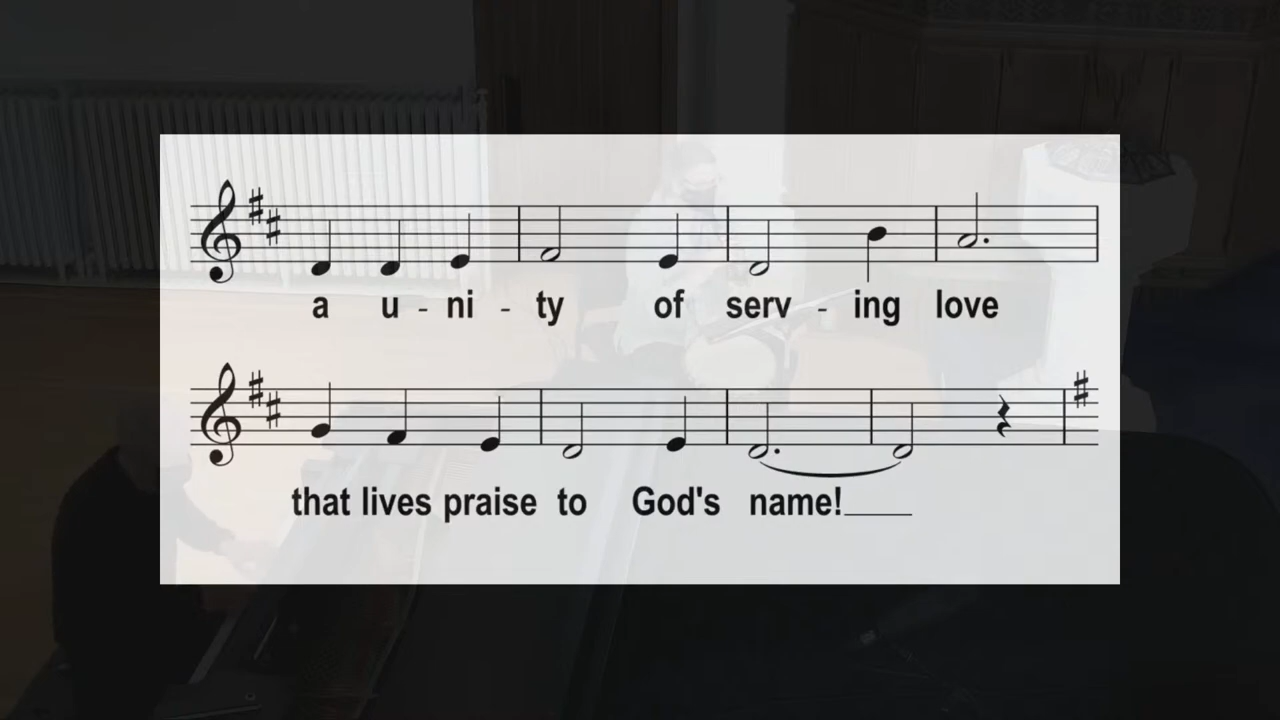 a u - ni - ty of serv - ing love
that lives praise to God's name!